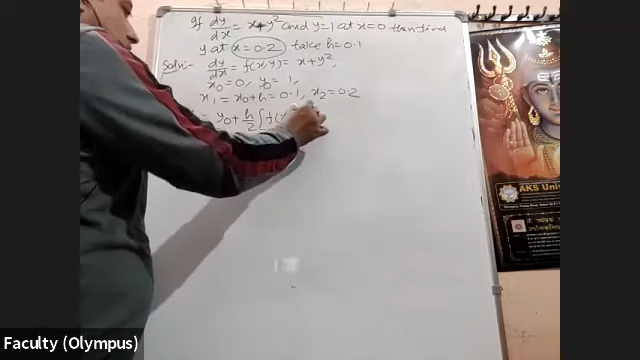 If dy/dx = x+y² and y=1 at x=0 then find
y at x=0.2 take h=0.1
Soln:- dy/dx = f(x,y) = x+y²,
x₀=0, y₀=1,
x₁ = x₀+h = 0.1, x₂=0.2
= y₀+h/2[f(x
AKS Uni
Faculty (Olympus)